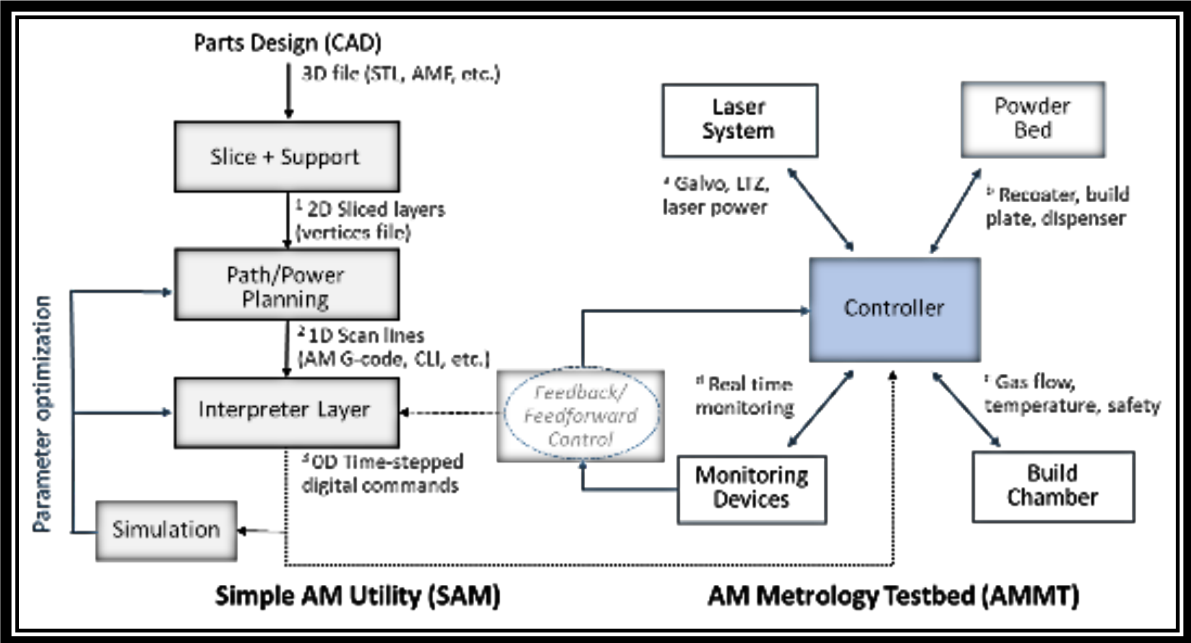 Parts Design (CAD)
3D file (STL, AMF, etc.)
Slice + Support
1 2D Sliced layers
(vertices file)
Path/Power
Planning
2 1D Scan lines
(AM G-code, CLI, etc.)
Interpreter Layer
3 0D Time-stepped
digital commands
Simulation
Parameter optimization
Simple AM Utility (SAM)
Feedback/
Feedforward
Control
Laser
System
a Galvo, LTZ,
laser power
Powder
Bed
b Recoater, build
plate, dispenser
Controller
d Real time
monitoring
c Gas flow,
temperature, safety
Monitoring
Devices
Build
Chamber
AM Metrology Testbed (AMMT)